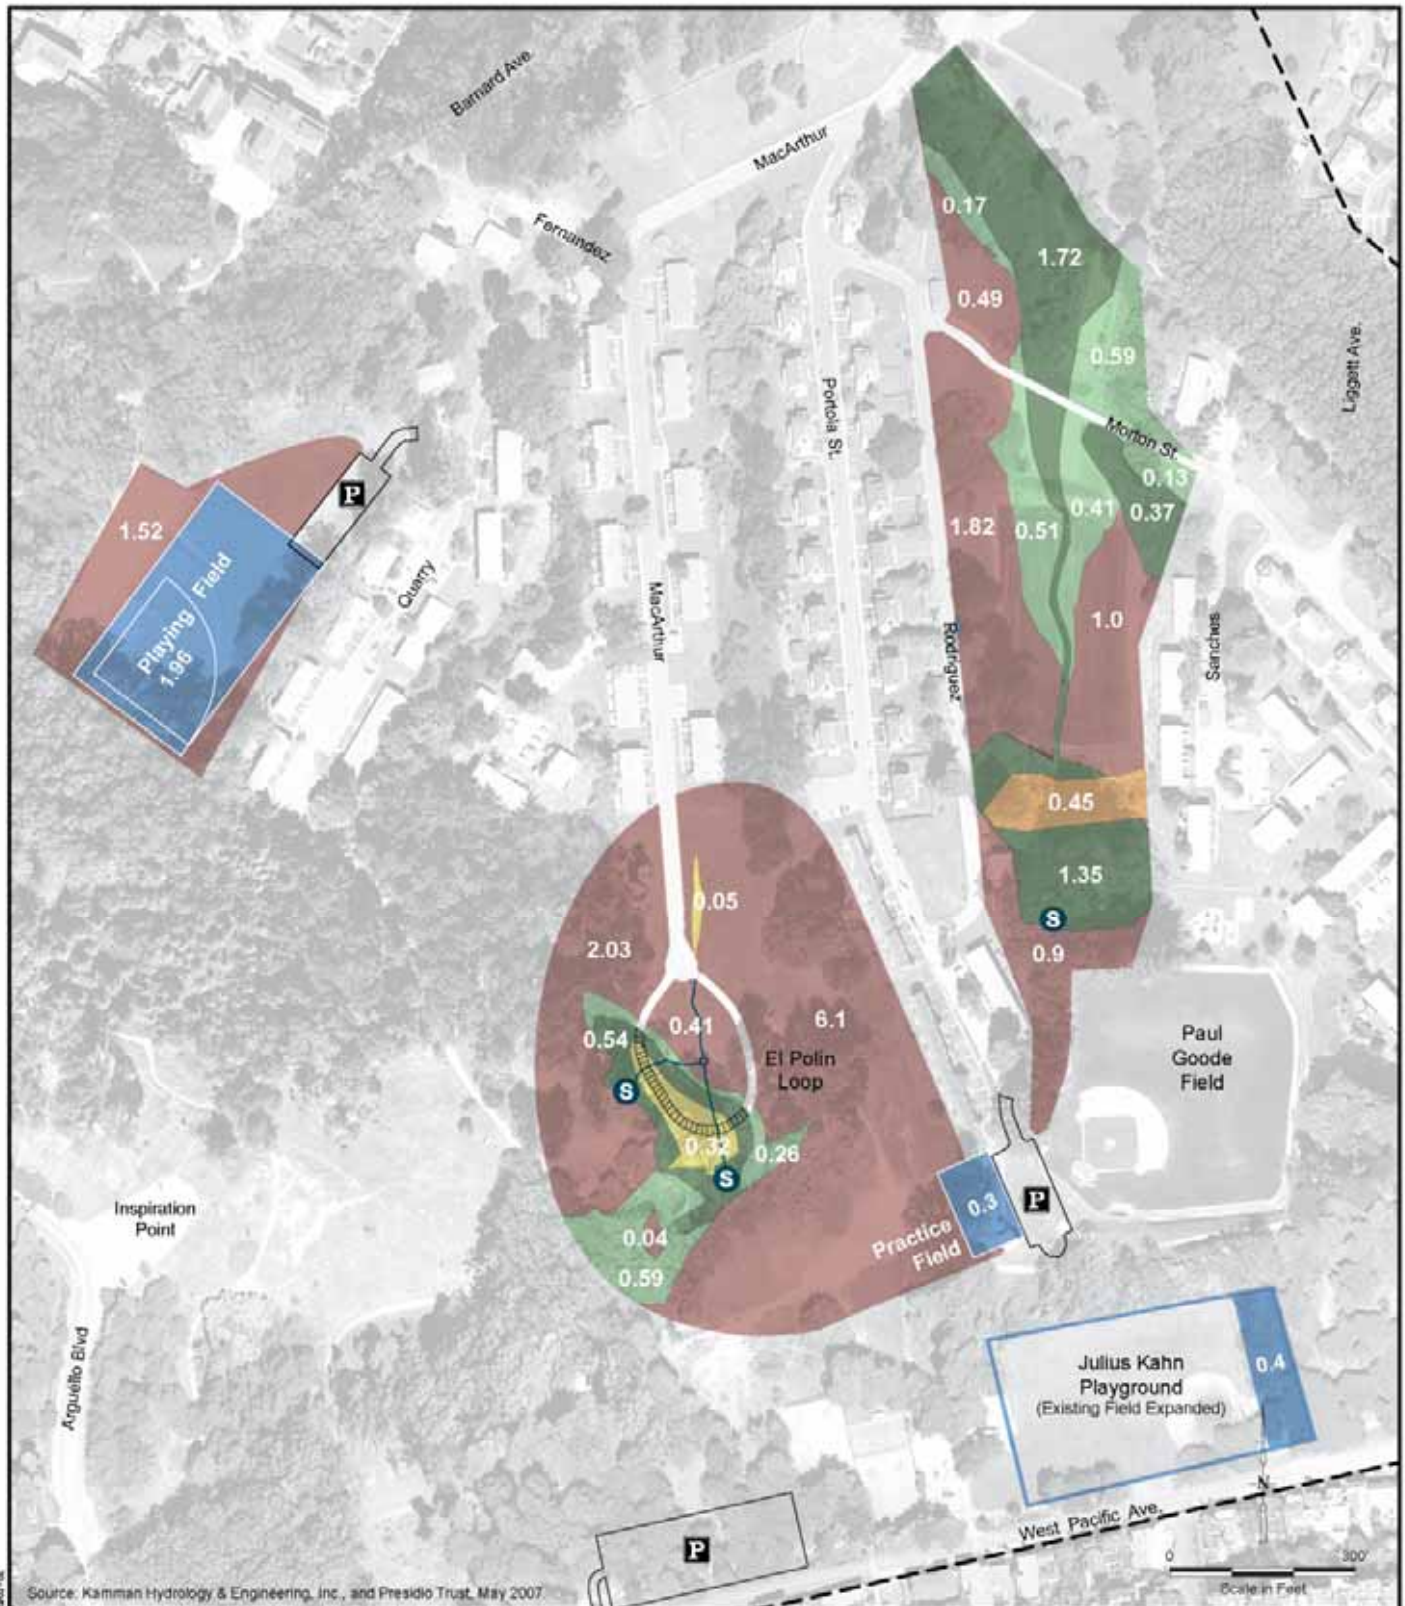 Barnard Ave.
MacArthur
Fernandez
0.17
1.72
0.49
0.59
Liggett Ave.
Portola St.
Morton St.
0.13
0.41
0.37
1.82
0.51
P
1.52
Playing Field
1.96
Quarry
MacArthur
Rodriguez
1.0
Sanches
0.45
1.35
S
0.05
2.03
0.9
0.41
6.1
0.54
El Polin
Loop
Paul
Goode
Field
S
0.32
0.26
S
P
0.3
Practice
Field
Inspiration
Point
0.04
0.59
Arguello Blvd
Julius Kahn
Playground
(Existing Field Expanded)
0.4
N
West Pacific Ave.
P
0 300'
Scale in Feet
Source: Kamman Hydrology & Engineering, Inc., and Presidio Trust, May 2007